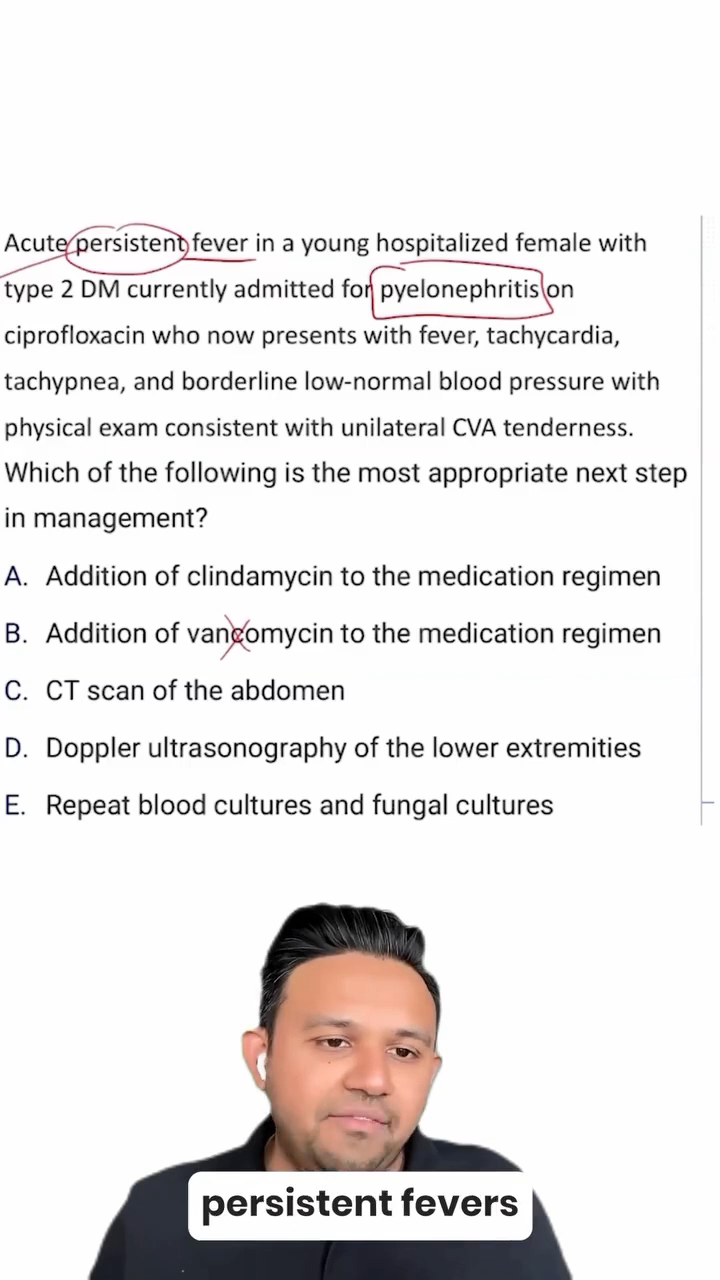 Acute persistent fever in a young hospitalized female with
type 2 DM currently admitted for pyelonephritis on
ciprofloxacin who now presents with fever, tachycardia,
tachypnea, and borderline low-normal blood pressure with
physical exam consistent with unilateral CVA tenderness.
Which of the following is the most appropriate next step
in management?
A. Addition of clindamycin to the medication regimen
B. Addition of vancomycin to the medication regimen
C. CT scan of the abdomen
D. Doppler ultrasonography of the lower extremities
E. Repeat blood cultures and fungal cultures
persistent fevers